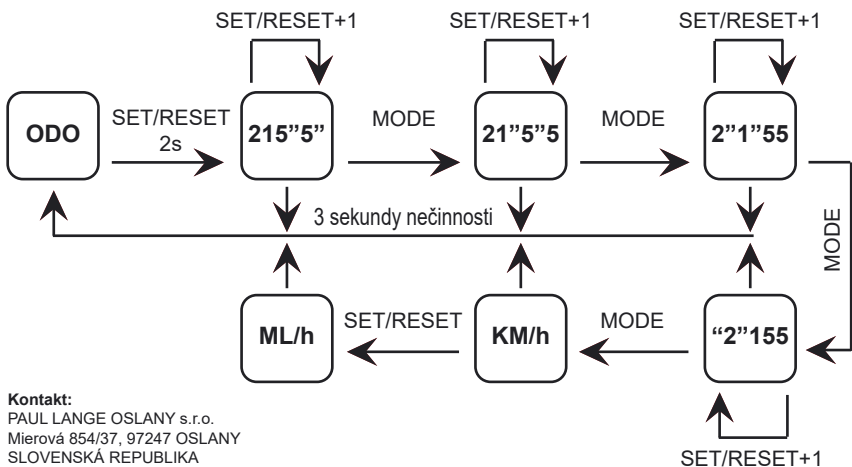 SET/RESET+1
SET/RESET+1
SET/RESET+1
ODO
SET/RESET
2s
215”5”
MODE
21”5”5
MODE
2”1”55
3 sekundy nečinnosti
MODE
ML/h
SET/RESET
KM/h
MODE
“2”155
SET/RESET+1
Kontakt:
PAUL LANGE OSLANY s.r.o.
Mierová 854/37, 97247 OSLANY
SLOVENSKÁ REPUBLIKA